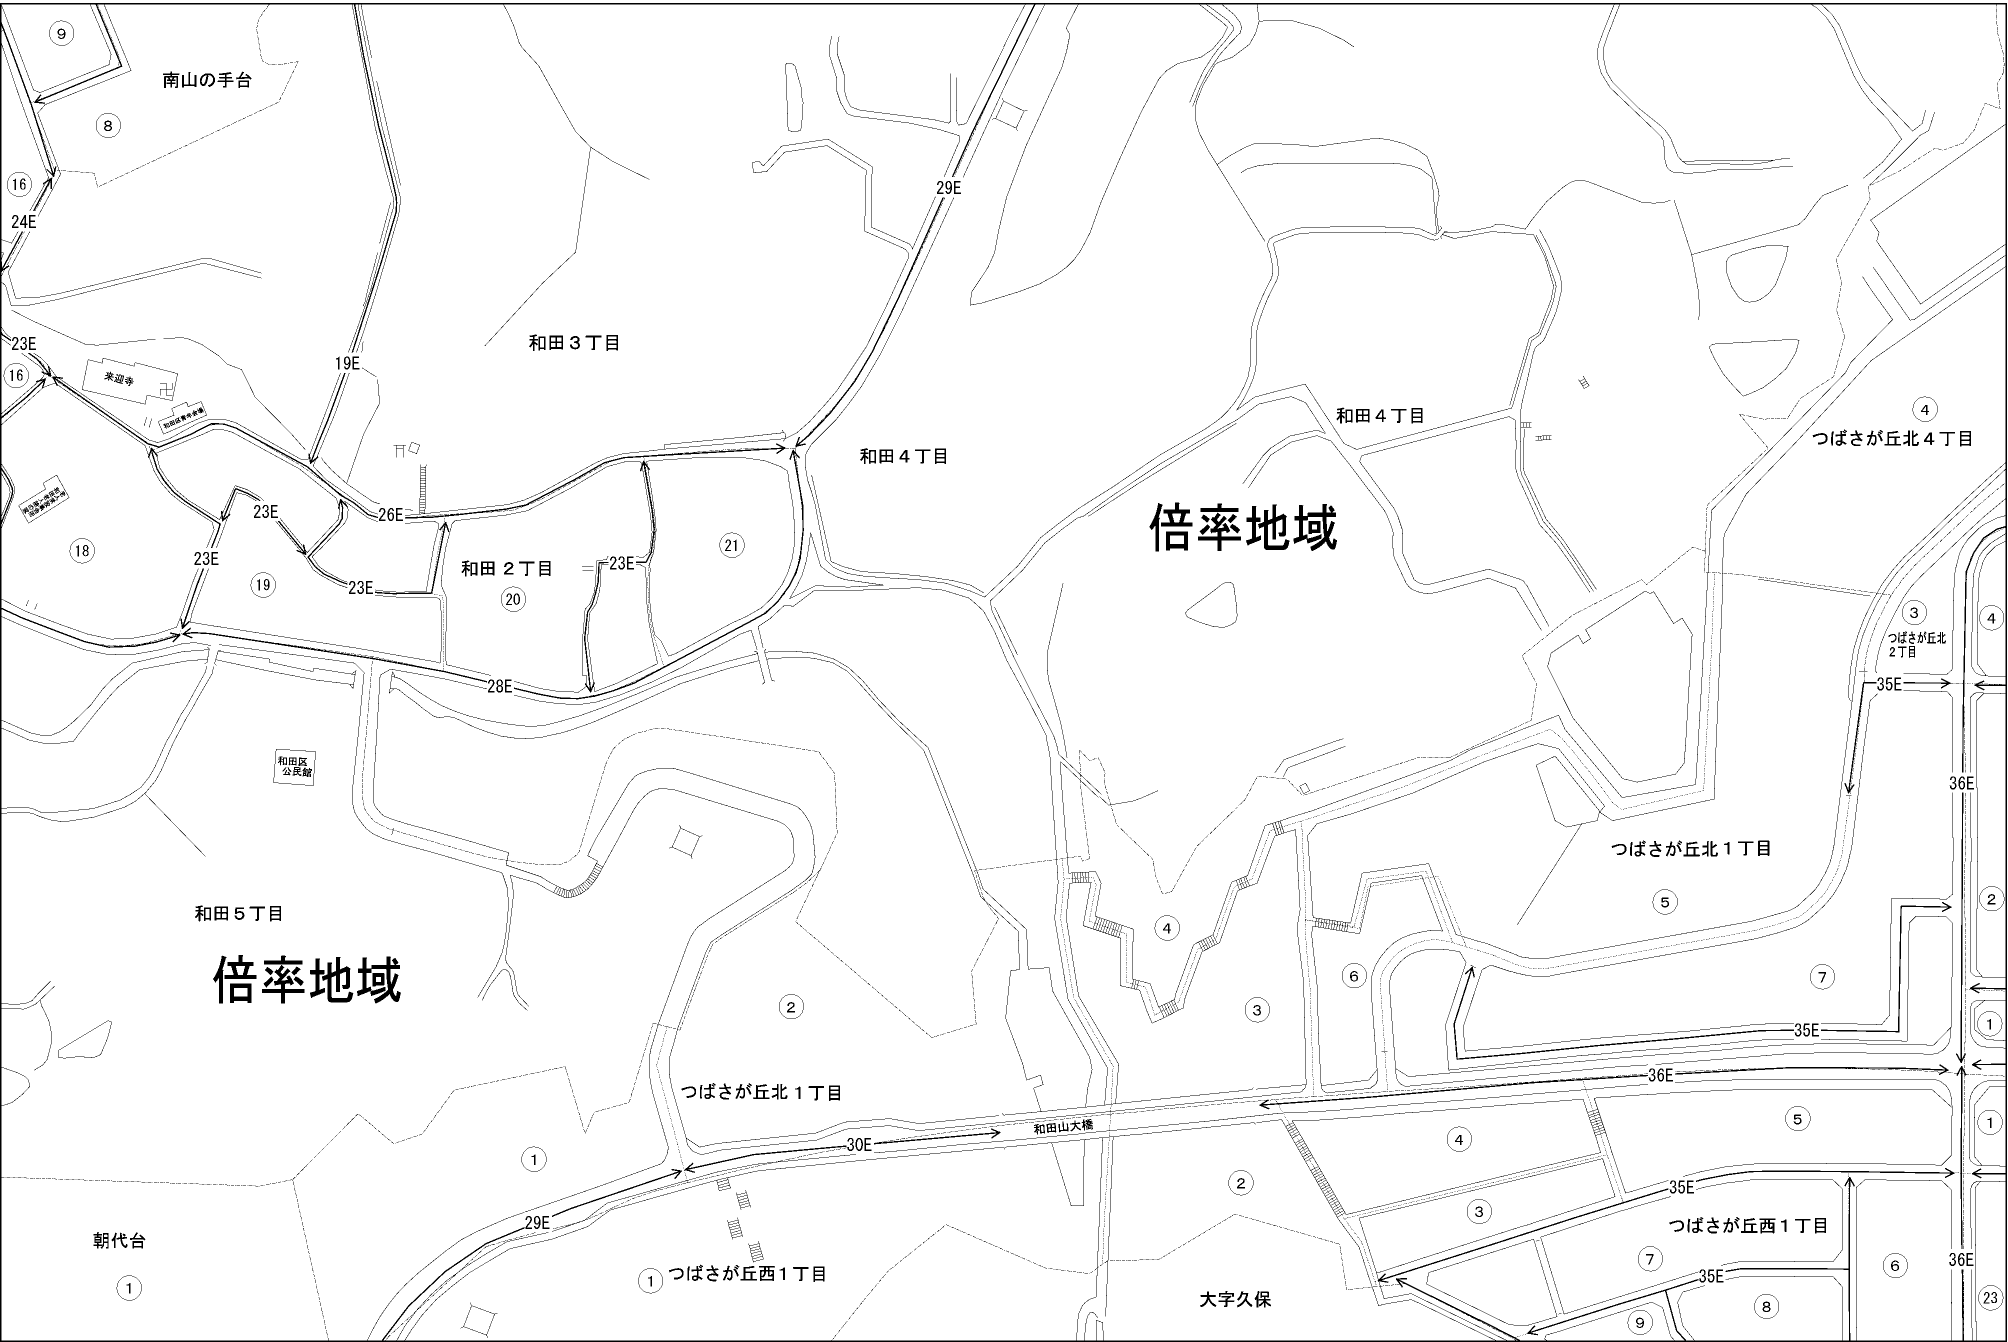 9
南山の手台
8
16
24E
29E
23E
16
来迎寺
19E
和田３丁目
和田区青年会場
和田４丁目
和田４丁目
4
つばさが丘北４丁目
倍率地域
26E
23E
18
23E
19
23E
和田２丁目
20
23E
21
28E
3
つばさが丘北
２丁目
4
35E
36E
和田区
公民館
つばさが丘北１丁目
5
2
和田５丁目
倍率地域
4
6
7
2
3
35E
1
つばさが丘北１丁目
36E
和田山大橋
30E
1
4
5
1
2
35E
3
29E
つばさが丘西１丁目
朝代台
1
1
つばさが丘西１丁目
大字久保
7
35E
6
36E
8
9
23